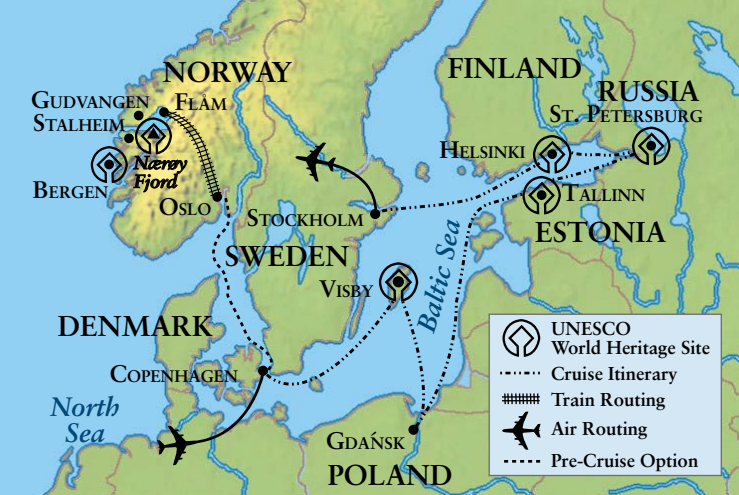 NORWAY
FINLAND
RUSSIA
GUDVANGEN
FLÅM
ST. PETERSBURG
STALHEIM
HELSINKI
Nærøy
Fjord
BERGEN
TALLINN
OSLO
STOCKHOLM
ESTONIA
SWEDEN
Baltic Sea
VISBY
DENMARK
UNESCO
World Heritage Site
COPENHAGEN
Cruise Itinerary
Train Routing
North
Sea
Air Routing
GDAŃSK
Pre-Cruise Option
POLAND